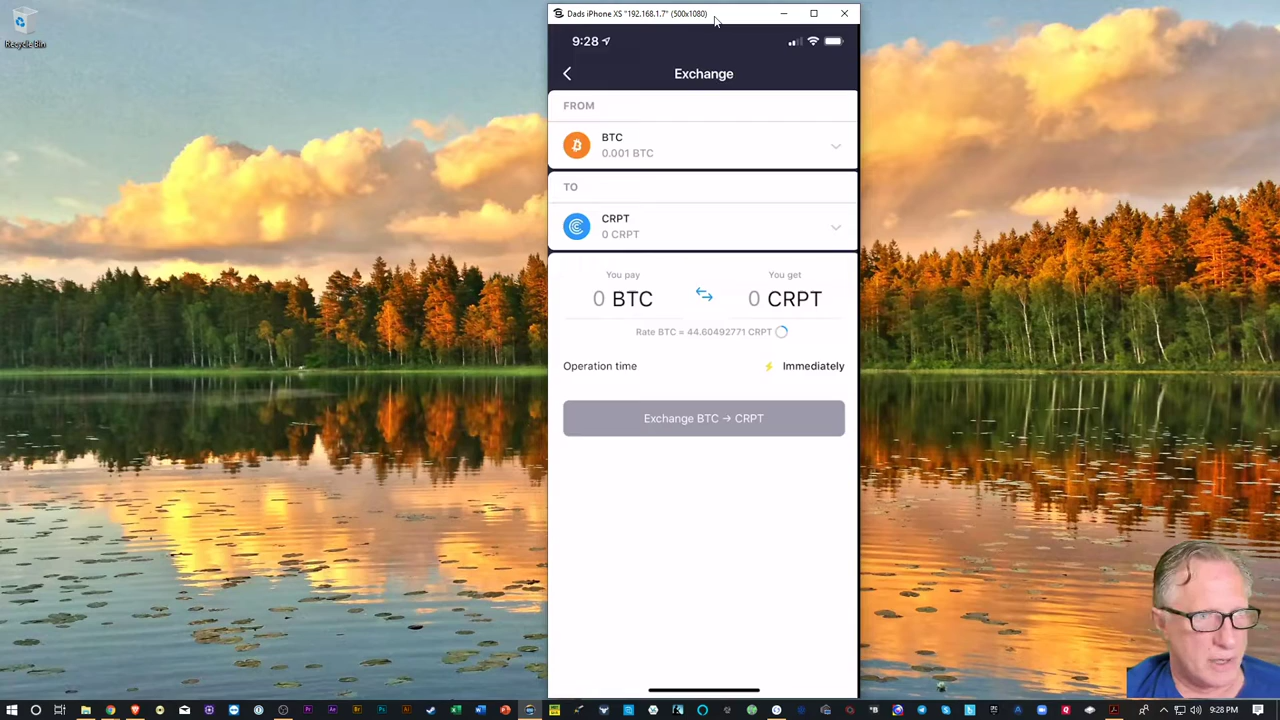 Dads iPhone XS "192.168.1.7" (500x1080)
Recycle Bin
9:28
Exchange
FROM
BTC
0.001 BTC
TO
CRPT
0 CRPT
You pay
You get
0 BTC
0 CRPT
Rate BTC = 44.60492771 CRPT
Operation time
Immediately
Exchange BTC → CRPT
9:28 PM